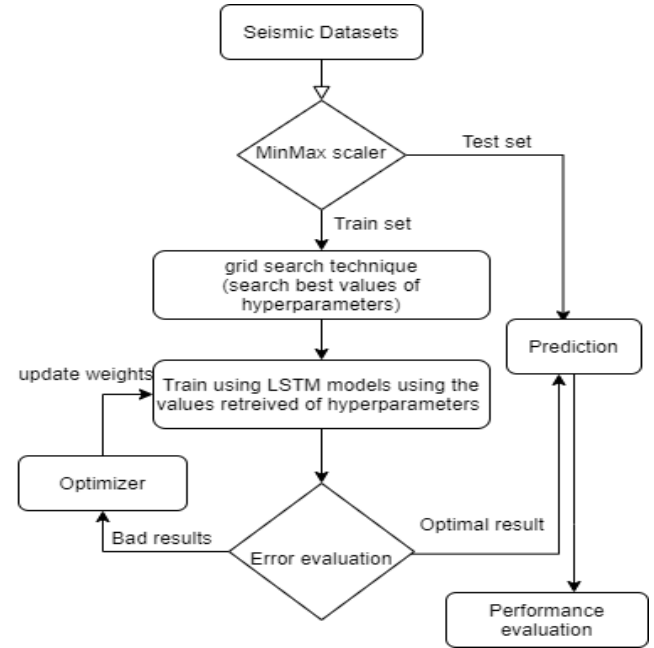 Seismic Datasets
MinMax scaler
Test set
Train set
grid search technique
(search best values of
hyperparameters)
Prediction
update weights
Train using LSTM models using the
values retreived of hyperparameters
Optimizer
Optimal result
Bad results
Error evaluation
Performance
evaluation